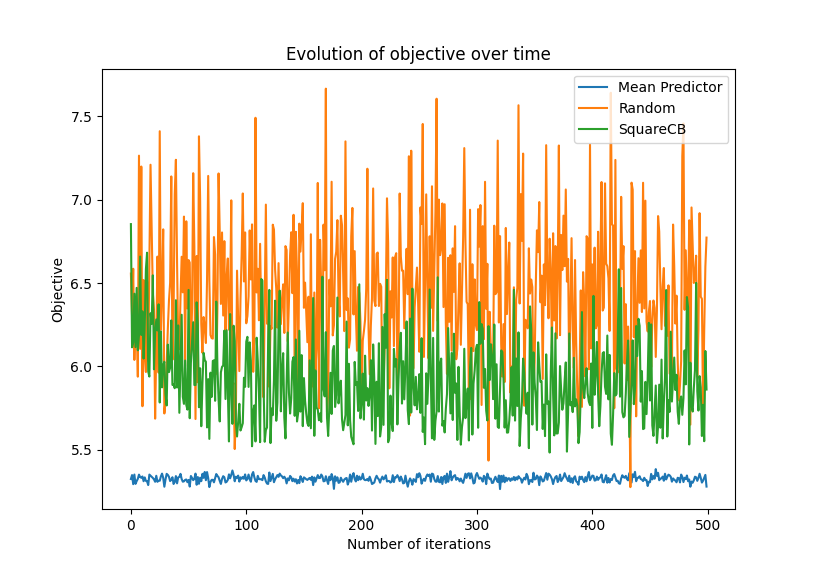 Evolution of objective over time
Mean Predictor
Random
SquareCB
7.5
7.0
6.5
6.0
5.5
Objective
0 100 200 300 400 500
Number of iterations